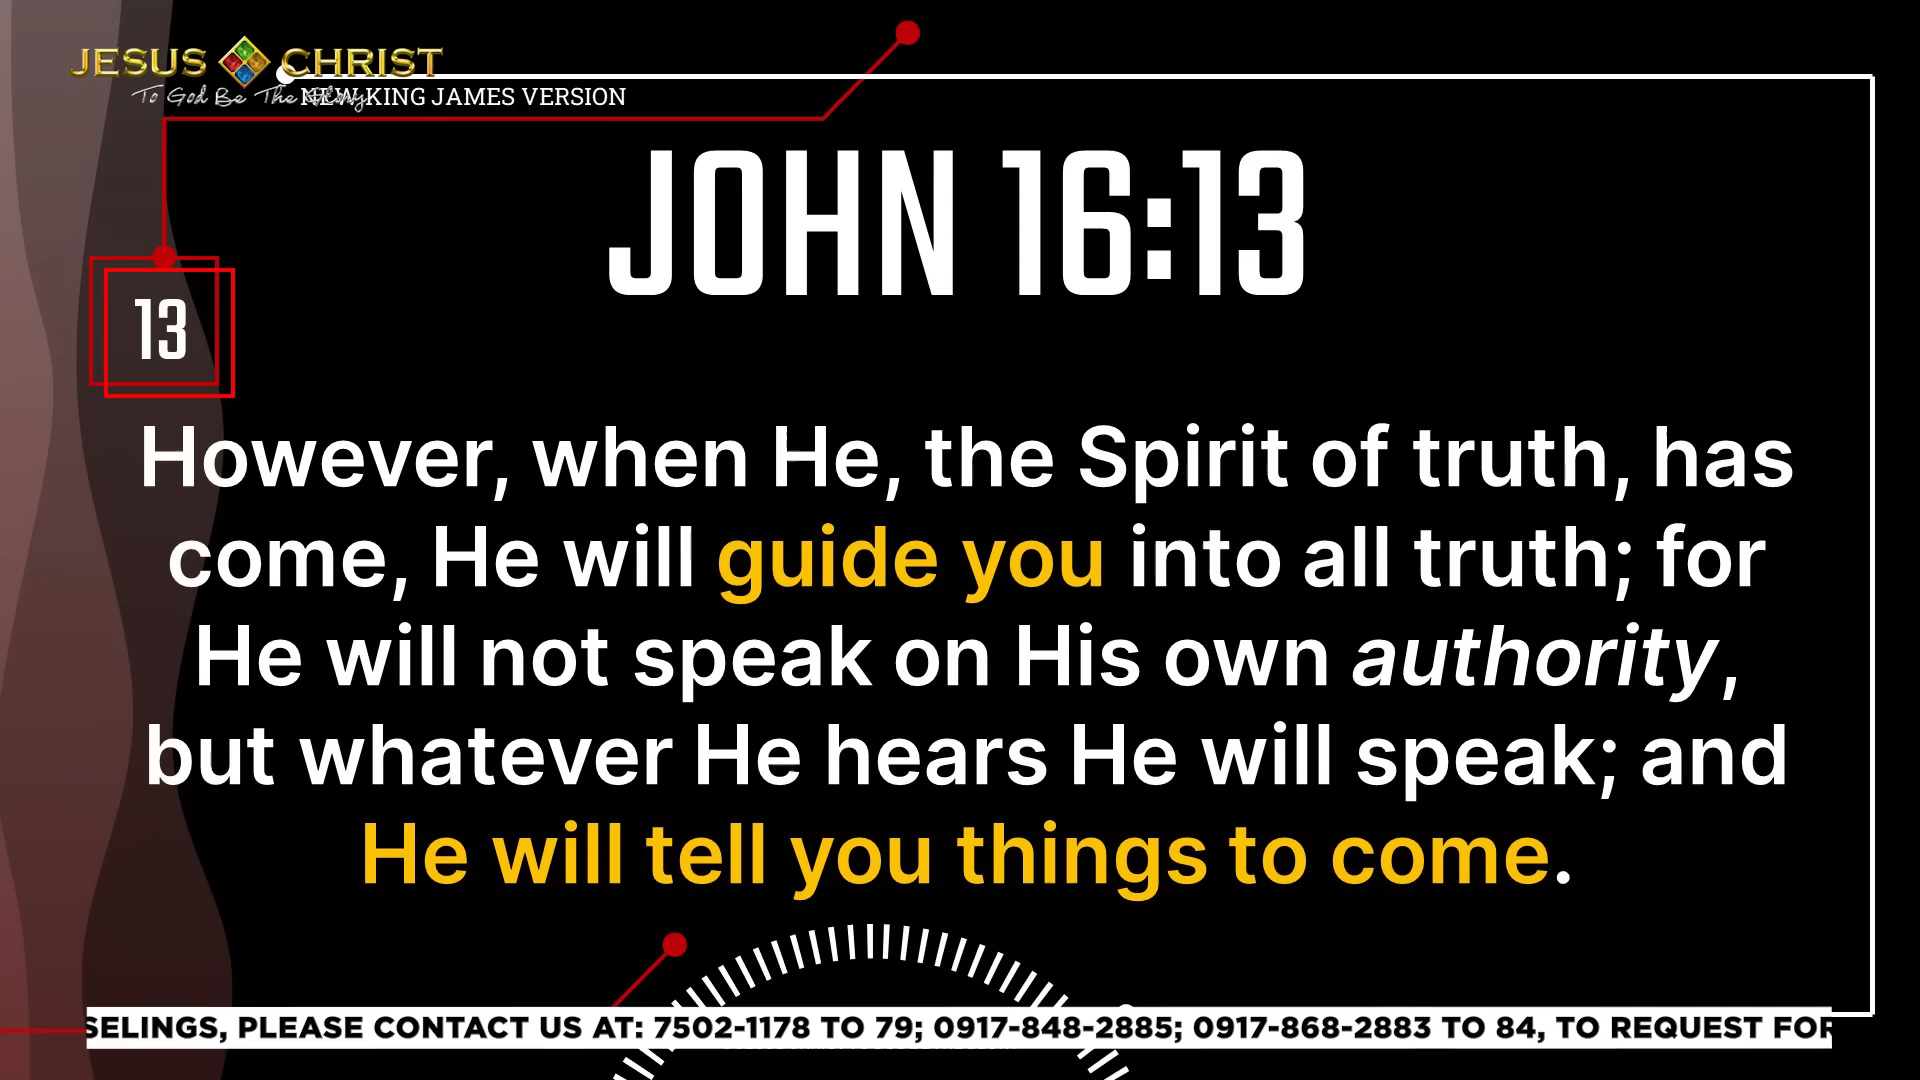 JESUS CHRIST
To God Be The Glory
NEW KING JAMES VERSION
JOHN 16:13
13
However, when He, the Spirit of truth, has
come, He will guide you into all truth; for
He will not speak on His own authority,
but whatever He hears He will speak; and
He will tell you things to come.
SELINGS, PLEASE CONTACT US AT: 7502-1178 TO 79; 0917-848-2885; 0917-868-2883 TO 84, TO REQUEST FOR